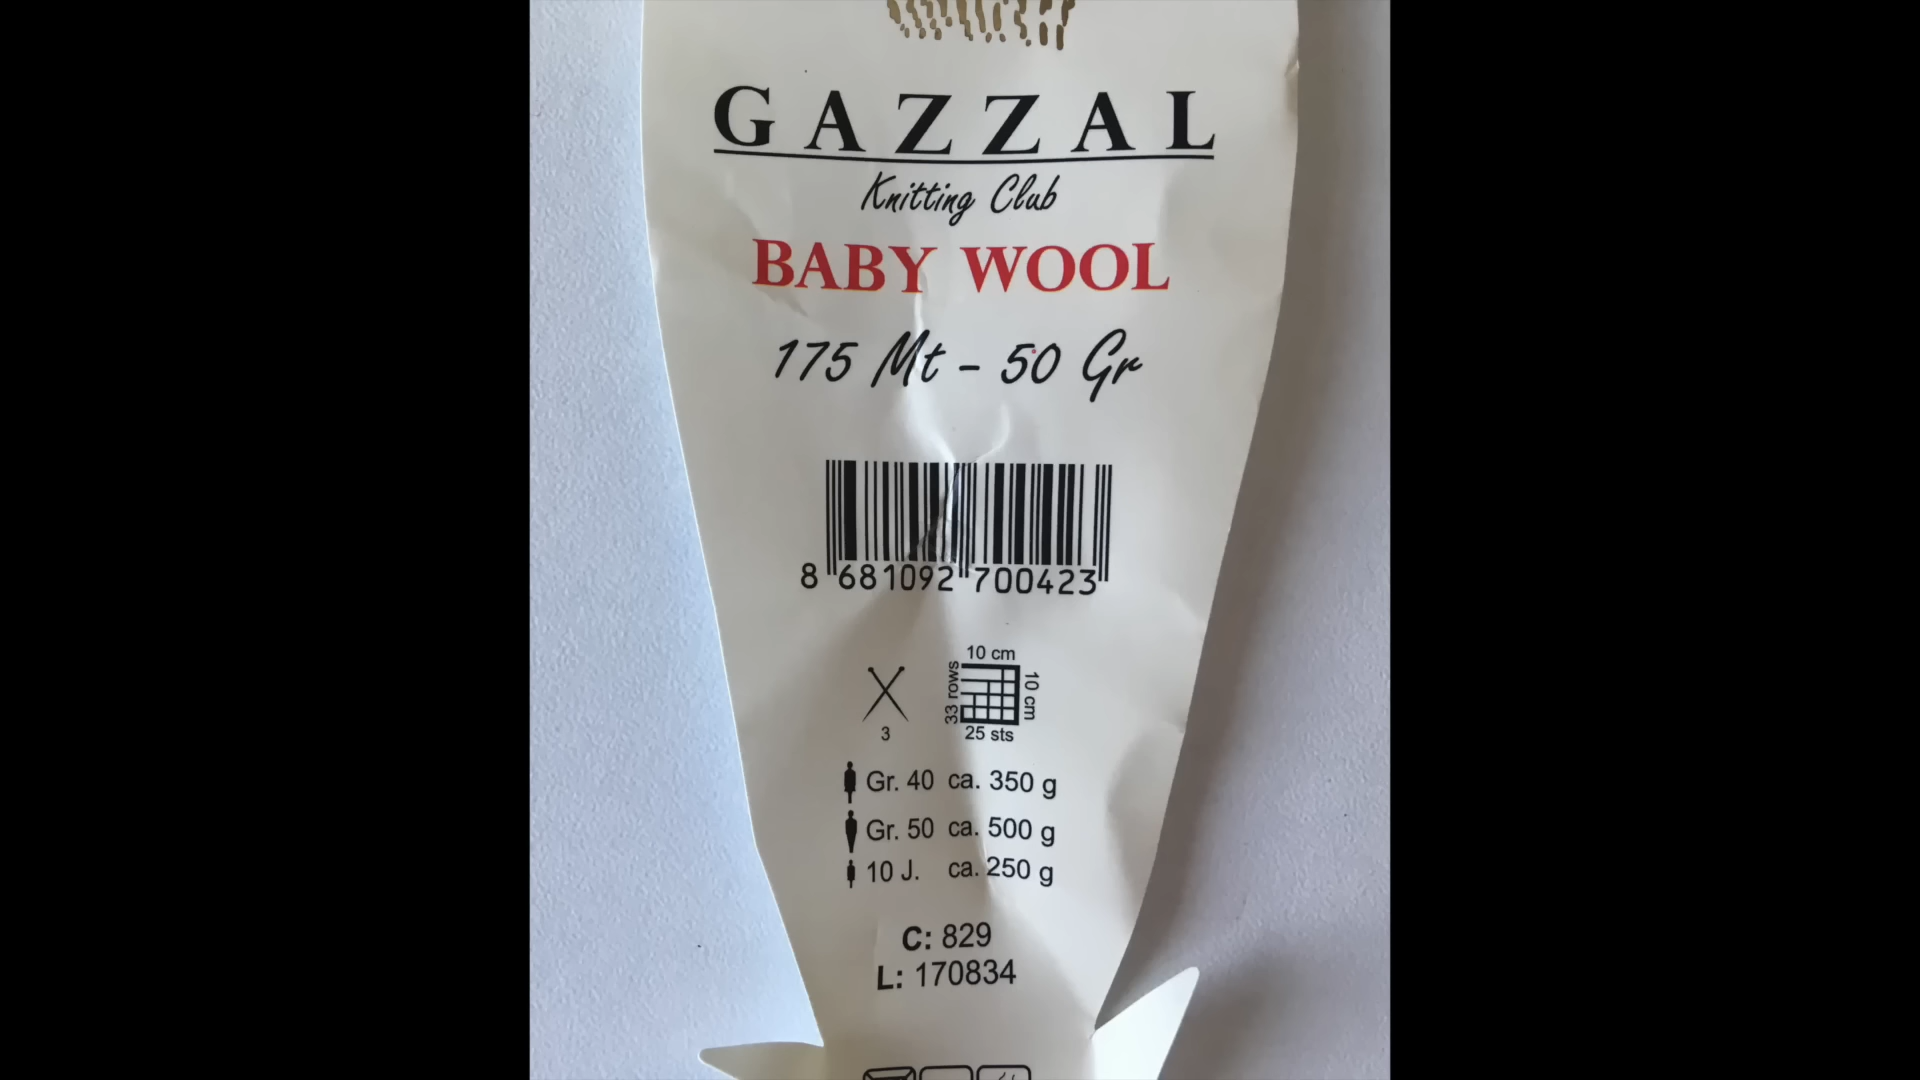 GAZZAL
Knitting Club
BABY WOOL
175 Mt - 50 Gr
8 681092 700423
10 cm
33 rows
10 cm
3
25 sts
Gr. 40 ca. 350 g
Gr. 50 ca. 500 g
10 J. ca. 250 g
C: 829
L: 170834